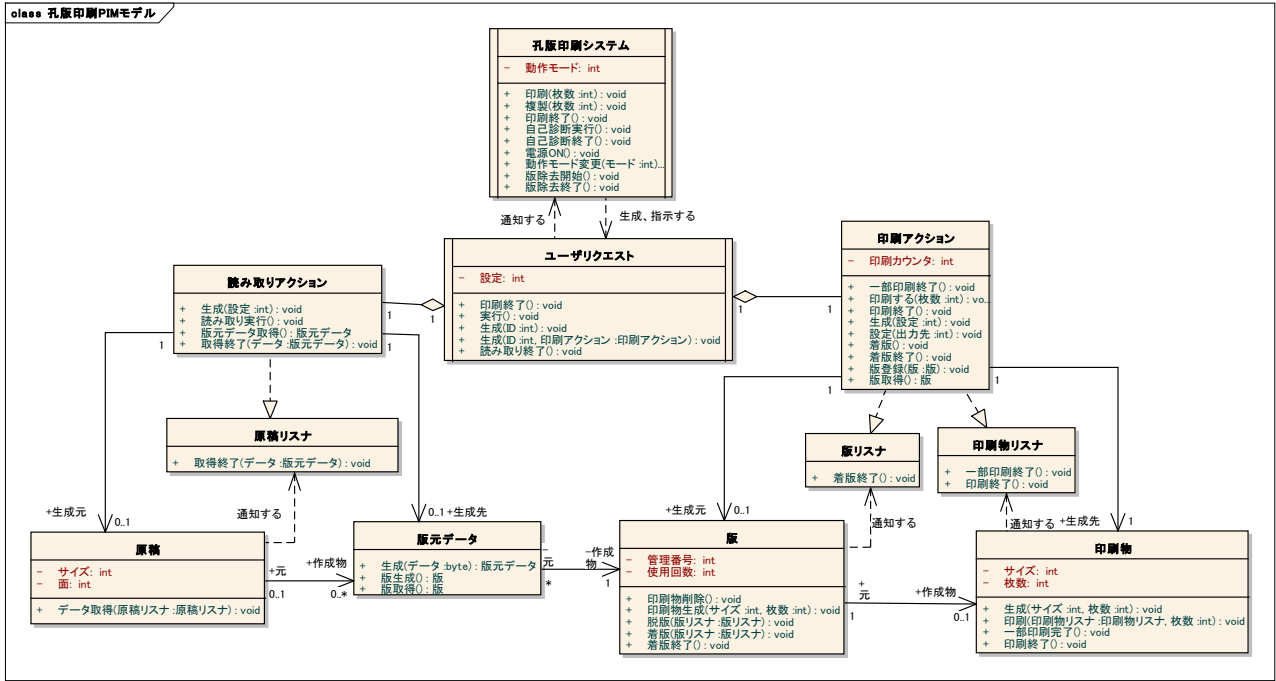 class 孔版印刷PIMモデル
孔版印刷システム
- 動作モード: int
+ 印刷(枚数 :int) : void
+ 複製(枚数 :int) : void
+ 印刷終了() : void
+ 自己診断実行() : void
+ 自己診断終了() : void
+ 電源ON() : void
+ 動作モード変更(モード :int)...
+ 版除去開始() : void
+ 版除去終了() : void
通知する
生成、指示する
ユーザリクエスト
- 設定: int
+ 印刷終了() : void
+ 実行() : void
+ 生成(ID :int) : void
+ 生成(ID :int, 印刷アクション :印刷アクション) : void
+ 読み取り終了() : void
1
1
1
1
読み取りアクション
+ 生成(設定 :int) : void
+ 読み取り実行() : void
+ 版元データ取得() : 版元データ
+ 取得終了(データ :版元データ) : void
1
1
印刷アクション
- 印刷カウンタ: int
+ 一部印刷終了() : void
+ 印刷する(枚数 :int) : vo...
+ 印刷終了() : void
+ 生成(設定 :int) : void
+ 設定(出力先 :int) : void
+ 着版() : void
+ 着版終了() : void
+ 版登録(版 :版) : void
+ 版取得() : 版
1
1
原稿リスナ
+ 取得終了(データ :版元データ) : void
版リスナ
+ 着版終了() : void
印刷物リスナ
+ 一部印刷終了() : void
+ 印刷終了() : void
+生成元
0..1
通知する
0..1
+生成先
+生成元
0..1
通知する
通知する
+生成先
1
原稿
- サイズ: int
- 面: int
+ データ取得(原稿リスナ :原稿リスナ) : void
+元
0..1
+作成物
0..*
版元データ
+ 生成(データ :byte) : 版元データ
+ 版生成() : 版
+ 版取得() : 版
-
元
*
-作成
物
1
版
- 管理番号: int
- 使用回数: int
+ 印刷物削除() : void
+ 印刷物生成(サイズ :int, 枚数 :int) : void
+ 脱版(版リスナ :版リスナ) : void
+ 着版(版リスナ :版リスナ) : void
+ 着版終了() : void
+
元
1
+作成物
0..1
印刷物
- サイズ: int
- 枚数: int
+ 生成(サイズ :int, 枚数 :int) : void
+ 印刷(印刷物リスナ :印刷物リスナ, 枚数 :int) : void
+ 一部印刷完了() : void
+ 印刷終了() : void